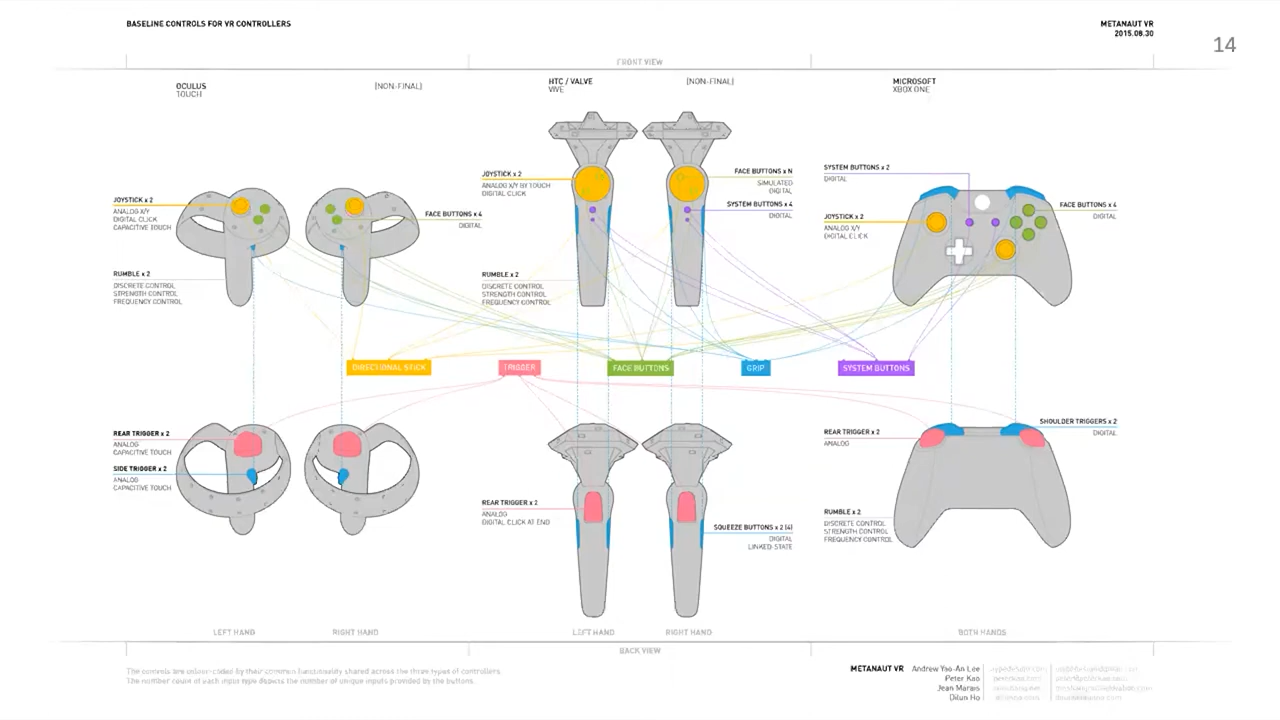 BASELINE CONTROLS FOR VR CONTROLLERS
METANAUT VR
2015.08.30
14
FRONT VIEW
OCULUS
TOUCH
(NON-FINAL)
HTC / VALVE
VIVE
(NON-FINAL)
MICROSOFT
XBOX ONE
JOYSTICK x 2
ANALOG X/Y
DIGITAL CLICK
CAPACITIVE TOUCH
FACE BUTTONS x 4
DIGITAL
RUMBLE x 2
DISCRETE CONTROL
STRENGTH CONTROL
FREQUENCY CONTROL
JOYSTICK x 2
ANALOG X/Y BY TOUCH
DIGITAL CLICK
FACE BUTTONS x N
SIMULATED
DIGITAL
SYSTEM BUTTONS x 4
DIGITAL
RUMBLE x 2
DISCRETE CONTROL
STRENGTH CONTROL
FREQUENCY CONTROL
SYSTEM BUTTONS x 2
DIGITAL
JOYSTICK x 2
ANALOG X/Y
DIGITAL CLICK
FACE BUTTONS x 4
DIGITAL
DIRECTIONAL STICK
TRIGGER
FACE BUTTONS
GRIP
SYSTEM BUTTONS
REAR TRIGGER x 2
ANALOG
CAPACITIVE TOUCH
SIDE TRIGGER x 2
ANALOG
CAPACITIVE TOUCH
REAR TRIGGER x 2
ANALOG
DIGITAL CLICK AT END
SQUEEZE BUTTONS x 2 (4)
DIGITAL
LINKED-STATE
REAR TRIGGER x 2
ANALOG
SHOULDER TRIGGERS x 2
DIGITAL
RUMBLE x 2
DISCRETE CONTROL
STRENGTH CONTROL
FREQUENCY CONTROL
LEFT HAND
RIGHT HAND
LEFT HAND
RIGHT HAND
BOTH HANDS
BACK VIEW
The controls are colour-coded by their common functionality shared across the three types of controllers.
The number count of each input type depicts the number of unique inputs provided by the buttons.
METANAUT VR
Andrew Yao-An Lee
Peter Kao
Jean Marais
Dilun Ho